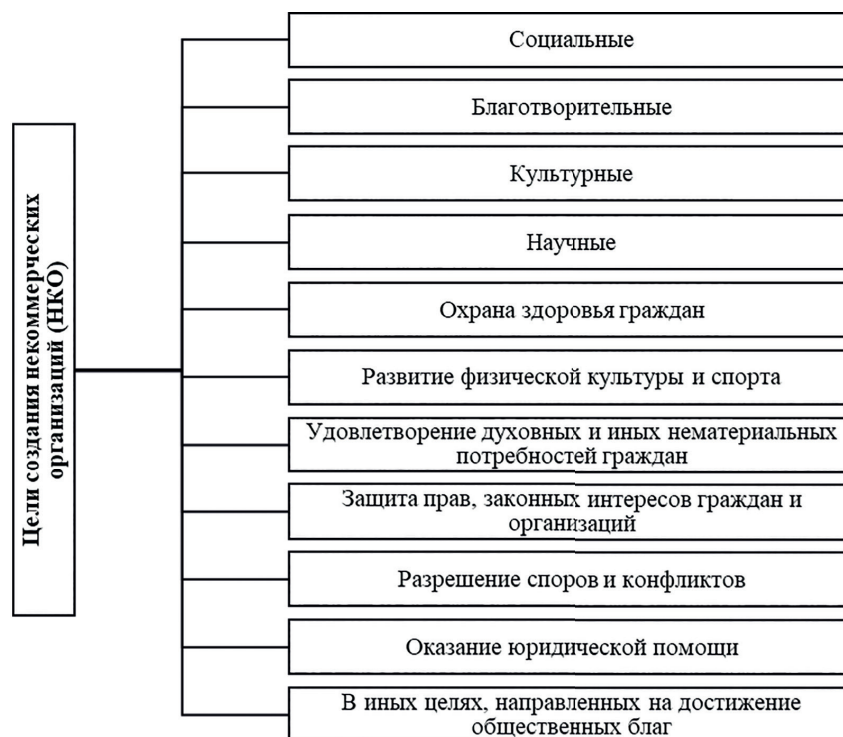 Цели создания некоммерческих
организаций (НКО)
Социальные
Благотворительные
Культурные
Научные
Охрана здоровья граждан
Развитие физической культуры и спорта
Удовлетворение духовных и иных нематериальных
потребностей граждан
Защита прав, законных интересов граждан и
организаций
Разрешение споров и конфликтов
Оказание юридической помощи
В иных целях, направленных на достижение
общественных благ